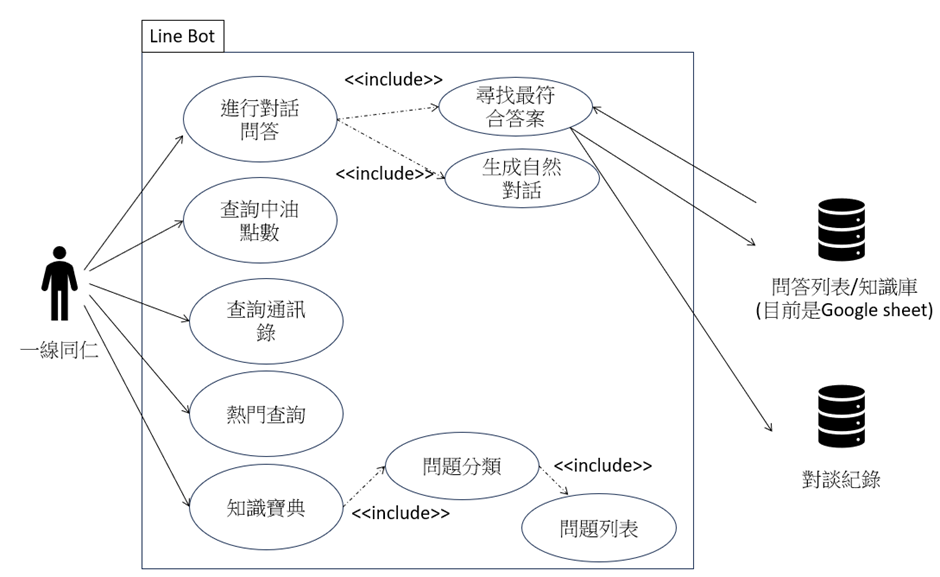 Line Bot
<<include>>
進行對話
問答
尋找最符
合答案
<<include>>
生成自然
對話
查詢中油
點數
問答列表/知識庫
(目前是Google sheet)
查詢通訊
錄
一線同仁
熱門查詢
問題分類
<<include>>
對談紀錄
知識寶典
<<include>>
問題列表